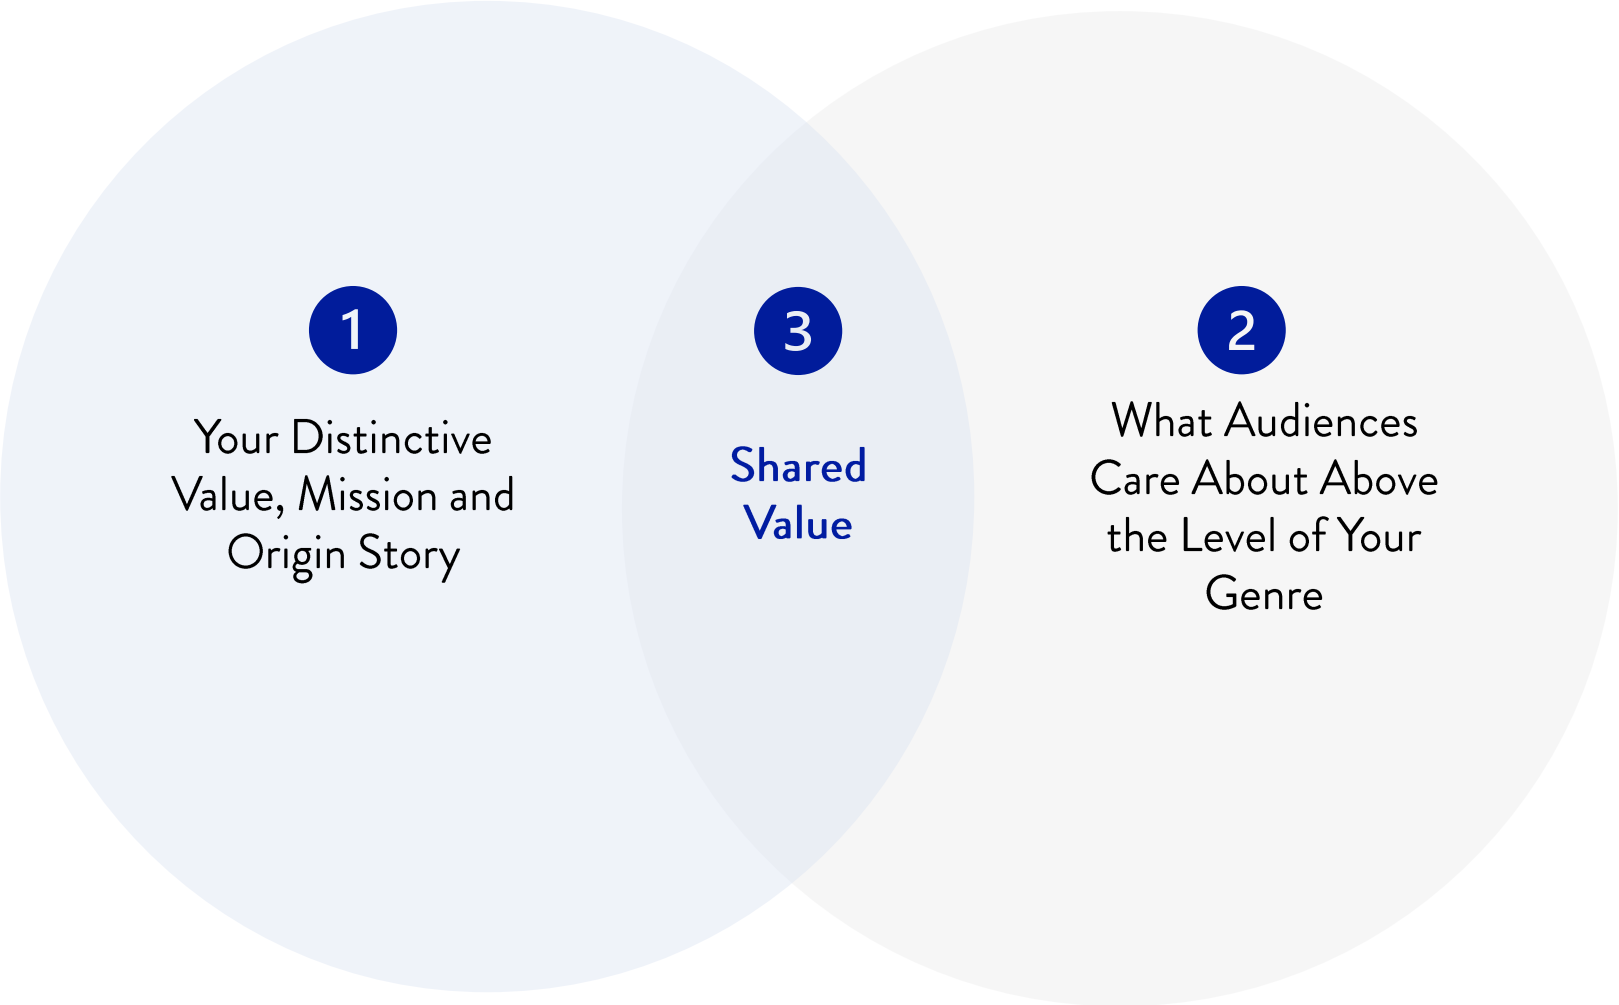 1
Your Distinctive
Value, Mission and
Origin Story
3
Shared
Value
2
What Audiences
Care About Above
the Level of Your
Genre